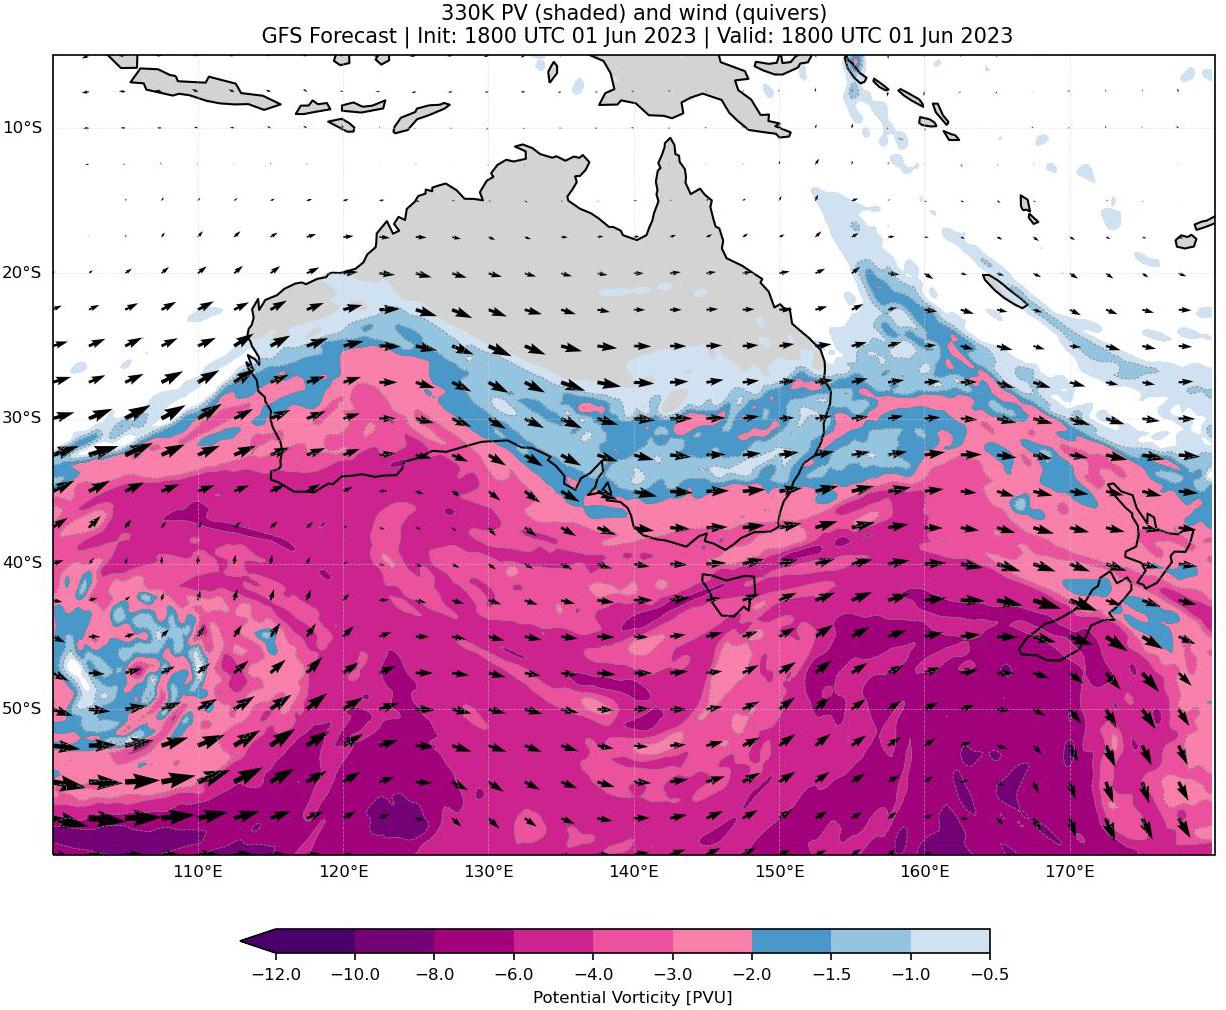 330K PV (shaded) and wind (quivers)
GFS Forecast | Init: 1800 UTC 01 Jun 2023 | Valid: 1800 UTC 01 Jun 2023
10°S
20°S
30°S
40°S
50°S
110°E 120°E 130°E 140°E 150°E 160°E 170°E
−12.0 −10.0 −8.0 −6.0 −4.0 −3.0 −2.0 −1.5 −1.0 −0.5
Potential Vorticity [PVU]